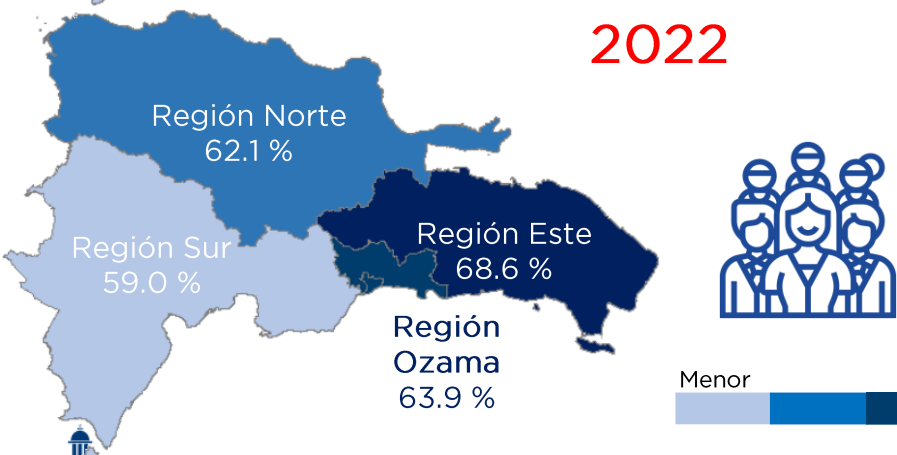 2022
Región Norte
62.1 %
Región Sur
59.0 %
Región Este
68.6 %
Región
Ozama
63.9 %
Menor